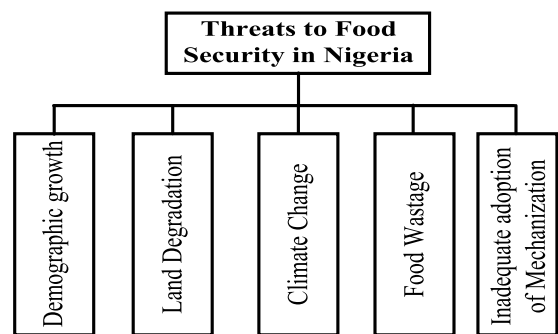 Threats to Food
Security in Nigeria
Demographic growth
Land Degradation
Climate Change
Food Wastage
Inadequate adoption
of Mechanization